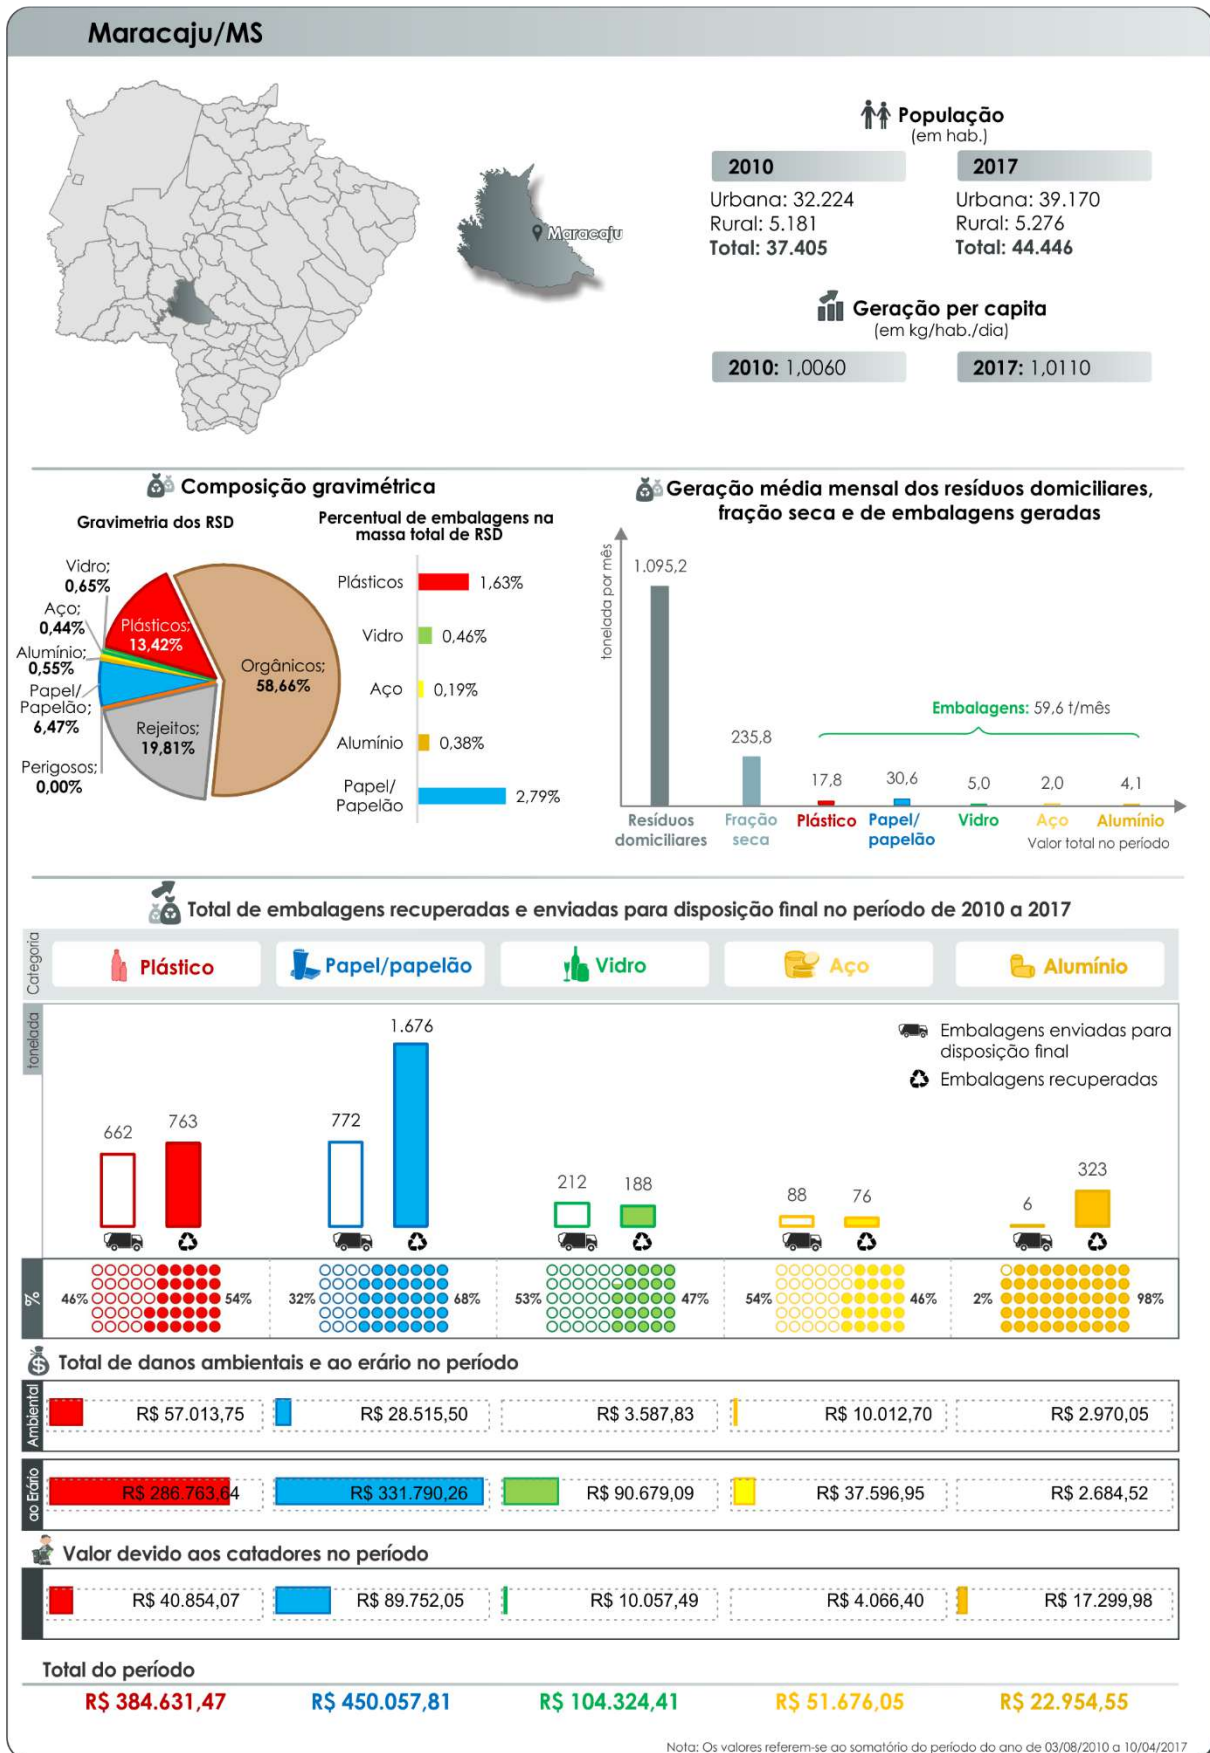 Maracaju/MS
Maracaju
População
(em hab.)
2010
2017
Urbana: 32.224
Rural: 5.181
Total: 37.405
Urbana: 39.170
Rural: 5.276
Total: 44.446
Geração per capita
(em kg/hab./dia)
2010: 1,0060
2017: 1,0110
Composição gravimétrica
Gravimetria dos RSD
Vidro;
0,65%
Aço;
0,44%
Alumínio;
0,55%
Papel/
Papelão;
6,47%
Perigosos;
0,00%
Plásticos;
13,42%
Orgânicos;
58,66%
Rejeitos;
19,81%
Percentual de embalagens na
massa total de RSD
Plásticos
1,63%
Vidro
0,46%
Aço
0,19%
Alumínio
0,38%
Papel/
Papelão
2,79%
Geração média mensal dos resíduos domiciliares,
fração seca e de embalagens geradas
tonelada por mês
1.095,2
235,8
Embalagens: 59,6 t/mês
17,8
30,6
5,0
2,0
4,1
Resíduos
domiciliares
Fração
seca
Plástico
Papel/
papelão
Vidro
Aço
Alumínio
Valor total no período
Total de embalagens recuperadas e enviadas para disposição final no período de 2010 a 2017
Categoria
Plástico
Papel/papelão
Vidro
Aço
Alumínio
tonelada
662
763
772
1.676
212
188
88
76
6
323
Embalagens enviadas para
disposição final
Embalagens recuperadas
%
46%
54%
32%
68%
53%
47%
54%
46%
2%
98%
Total de danos ambientais e ao erário no período
Ambiental
R$ 57.013,75
R$ 28.515,50
R$ 3.587,83
R$ 10.012,70
R$ 2.970,05
ao Erário
R$ 286.763,64
R$ 331.790,26
R$ 90.679,09
R$ 37.596,95
R$ 2.684,52
Valor devido aos catadores no período
R$ 40.854,07
R$ 89.752,05
R$ 10.057,49
R$ 4.066,40
R$ 17.299,98
Total do período
R$ 384.631,47
R$ 450.057,81
R$ 104.324,41
R$ 51.676,05
R$ 22.954,55
Nota: Os valores referem-se ao somatório do período do ano de 03/08/2010 a 10/04/2017